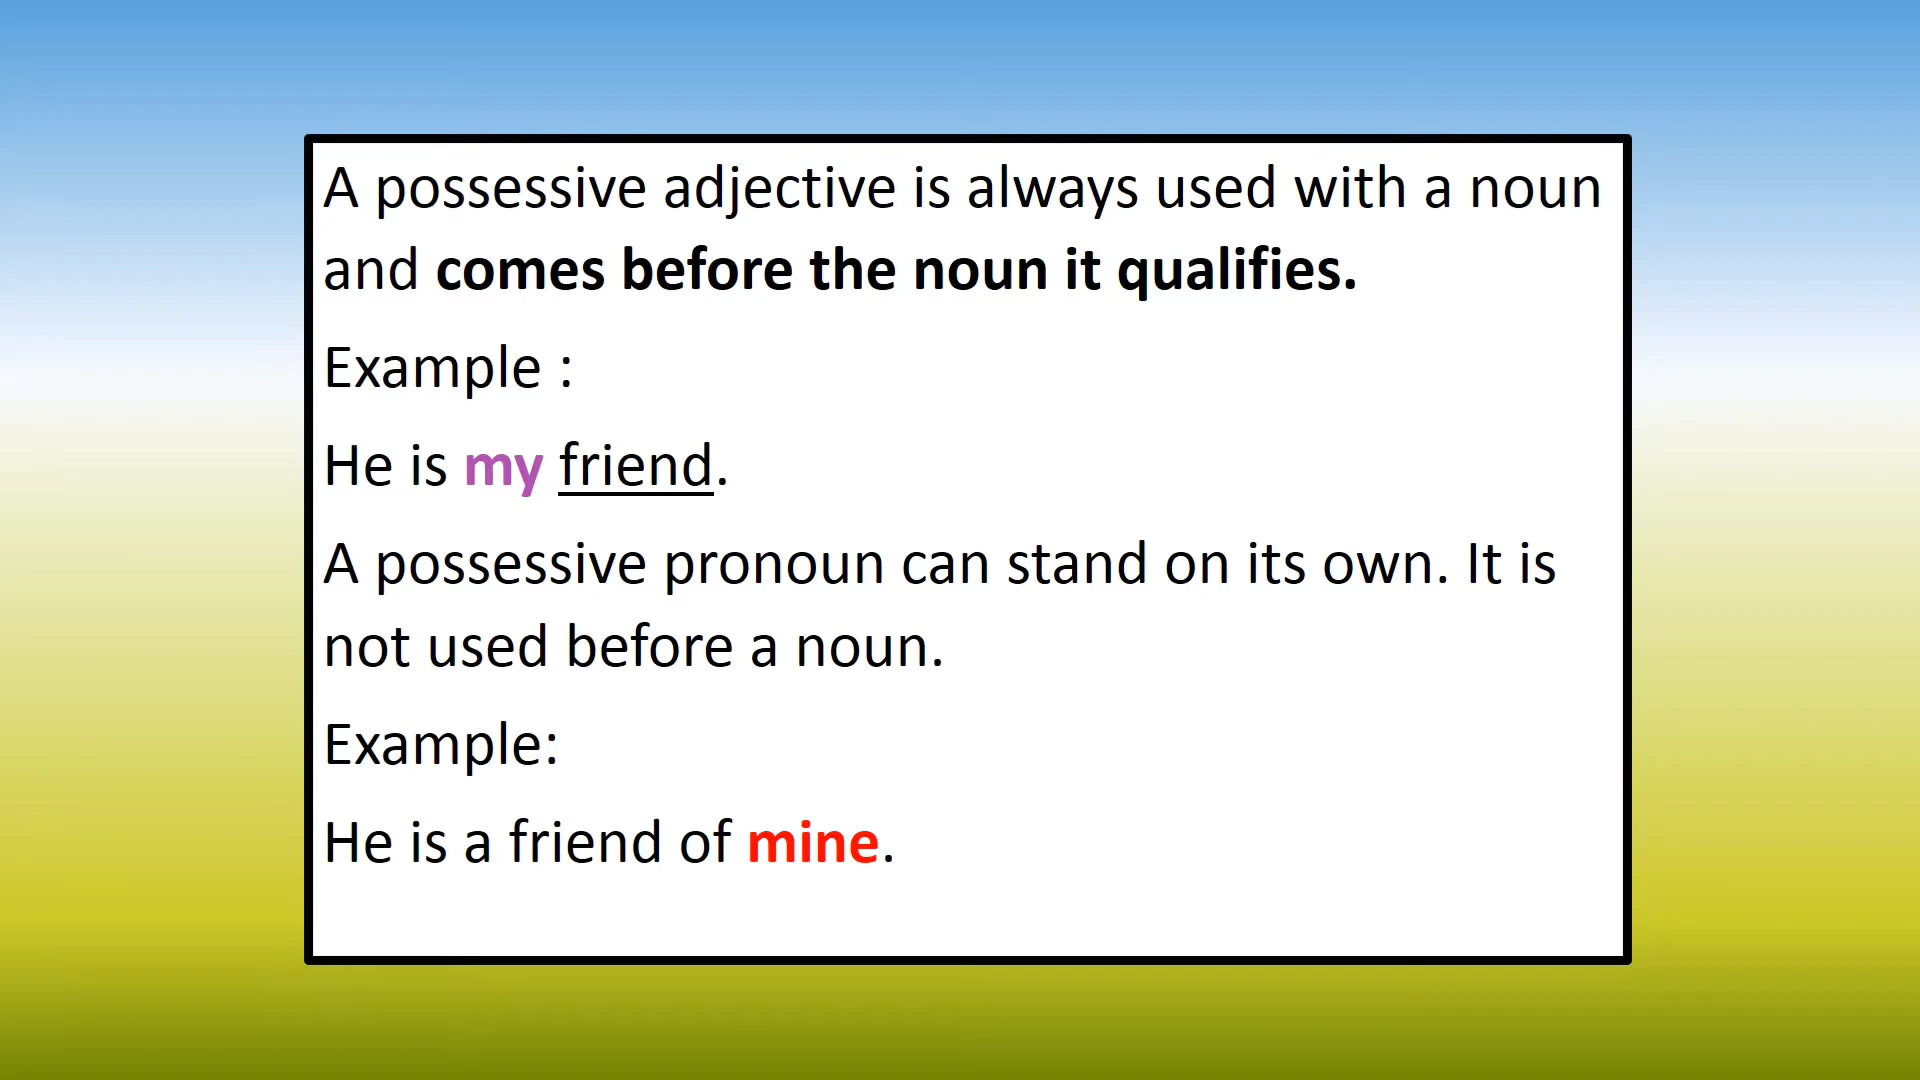 A possessive adjective is always used with a noun
and comes before the noun it qualifies.
Example :
He is my friend.
A possessive pronoun can stand on its own. It is
not used before a noun.
Example:
He is a friend of mine.